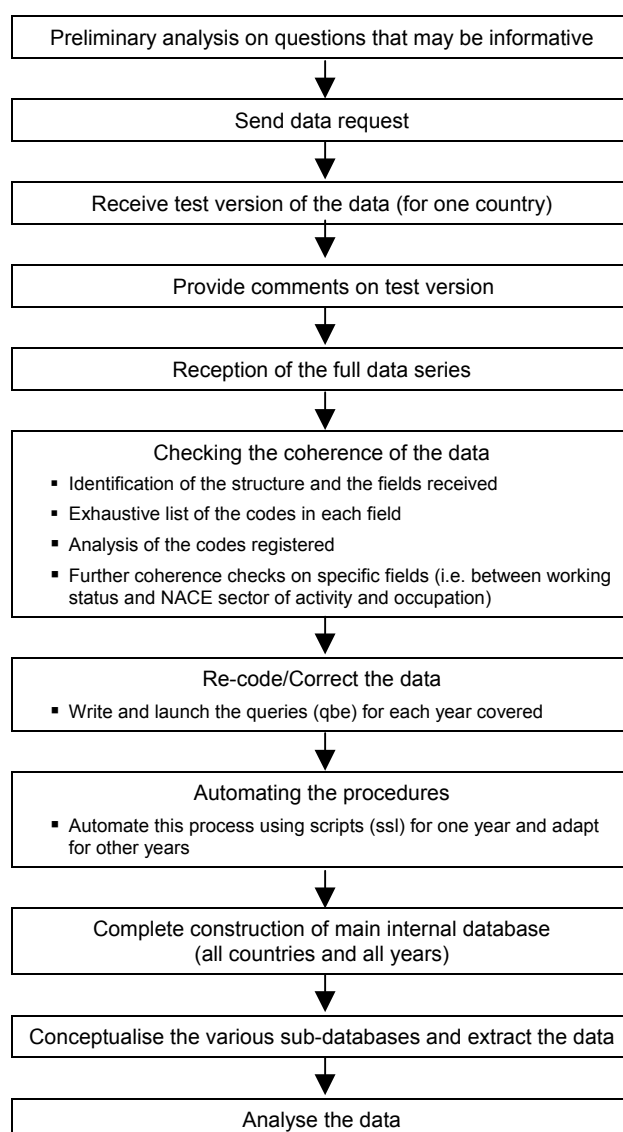 Preliminary analysis on questions that may be informative
Send data request
Receive test version of the data (for one country)
Provide comments on test version
Reception of the full data series
Checking the coherence of the data
▪ Identification of the structure and the fields received
▪ Exhaustive list of the codes in each field
▪ Analysis of the codes registered
▪ Further coherence checks on specific fields (i.e. between working
status and NACE sector of activity and occupation)
Re-code/Correct the data
▪ Write and launch the queries (qbe) for each year covered
Automating the procedures
▪ Automate this process using scripts (ssl) for one year and adapt
for other years
Complete construction of main internal database
(all countries and all years)
Conceptualise the various sub-databases and extract the data
Analyse the data